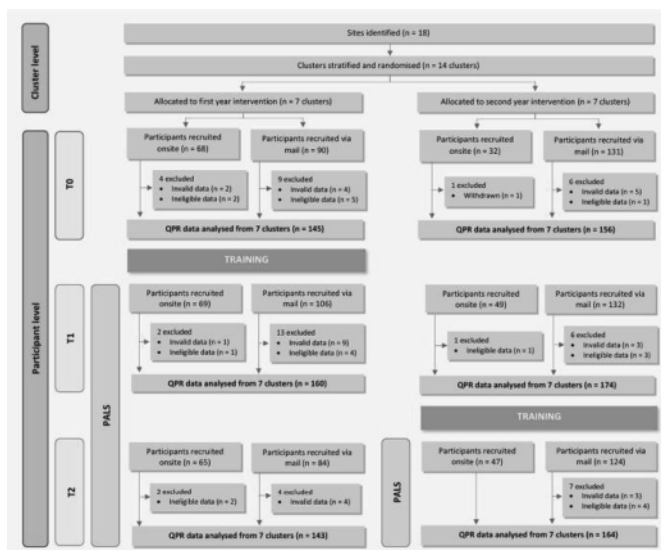 Cluster level
Sites identified (n = 18)
Clusters stratified and randomised (n = 14 clusters)
Allocated to first year intervention (n = 7 clusters)
Allocated to second year intervention (n = 7 clusters)
Participant level
T0
Participants recruited
onsite (n = 68)
Participants recruited via
mail (n = 90)
Participants recruited
onsite (n = 32)
Participants recruited via
mail (n = 131)
4 excluded
• Invalid data (n = 2)
• Ineligible data (n = 2)
9 excluded
• Invalid data (n = 4)
• Ineligible data (n = 5)
1 excluded
• Withdrawn (n = 1)
6 excluded
• Invalid data (n = 5)
• Ineligible data (n = 1)
QPR data analysed from 7 clusters (n = 145)
QPR data analysed from 7 clusters (n = 156)
TRAINING
T1
PALS
Participants recruited
onsite (n = 69)
Participants recruited via
mail (n = 106)
Participants recruited
onsite (n = 49)
Participants recruited via
mail (n = 132)
2 excluded
• Invalid data (n = 1)
• Ineligible data (n = 1)
13 excluded
• Invalid data (n = 9)
• Ineligible data (n = 4)
1 excluded
• Ineligible data (n = 1)
6 excluded
• Invalid data (n = 3)
• Ineligible data (n = 3)
QPR data analysed from 7 clusters (n = 160)
QPR data analysed from 7 clusters (n = 174)
TRAINING
T2
PALS
Participants recruited
onsite (n = 65)
Participants recruited via
mail (n = 84)
Participants recruited
onsite (n = 47)
Participants recruited via
mail (n = 124)
2 excluded
• Ineligible data (n = 2)
4 excluded
• Invalid data (n = 4)
7 excluded
• Invalid data (n = 3)
• Ineligible data (n = 4)
QPR data analysed from 7 clusters (n = 143)
QPR data analysed from 7 clusters (n = 164)